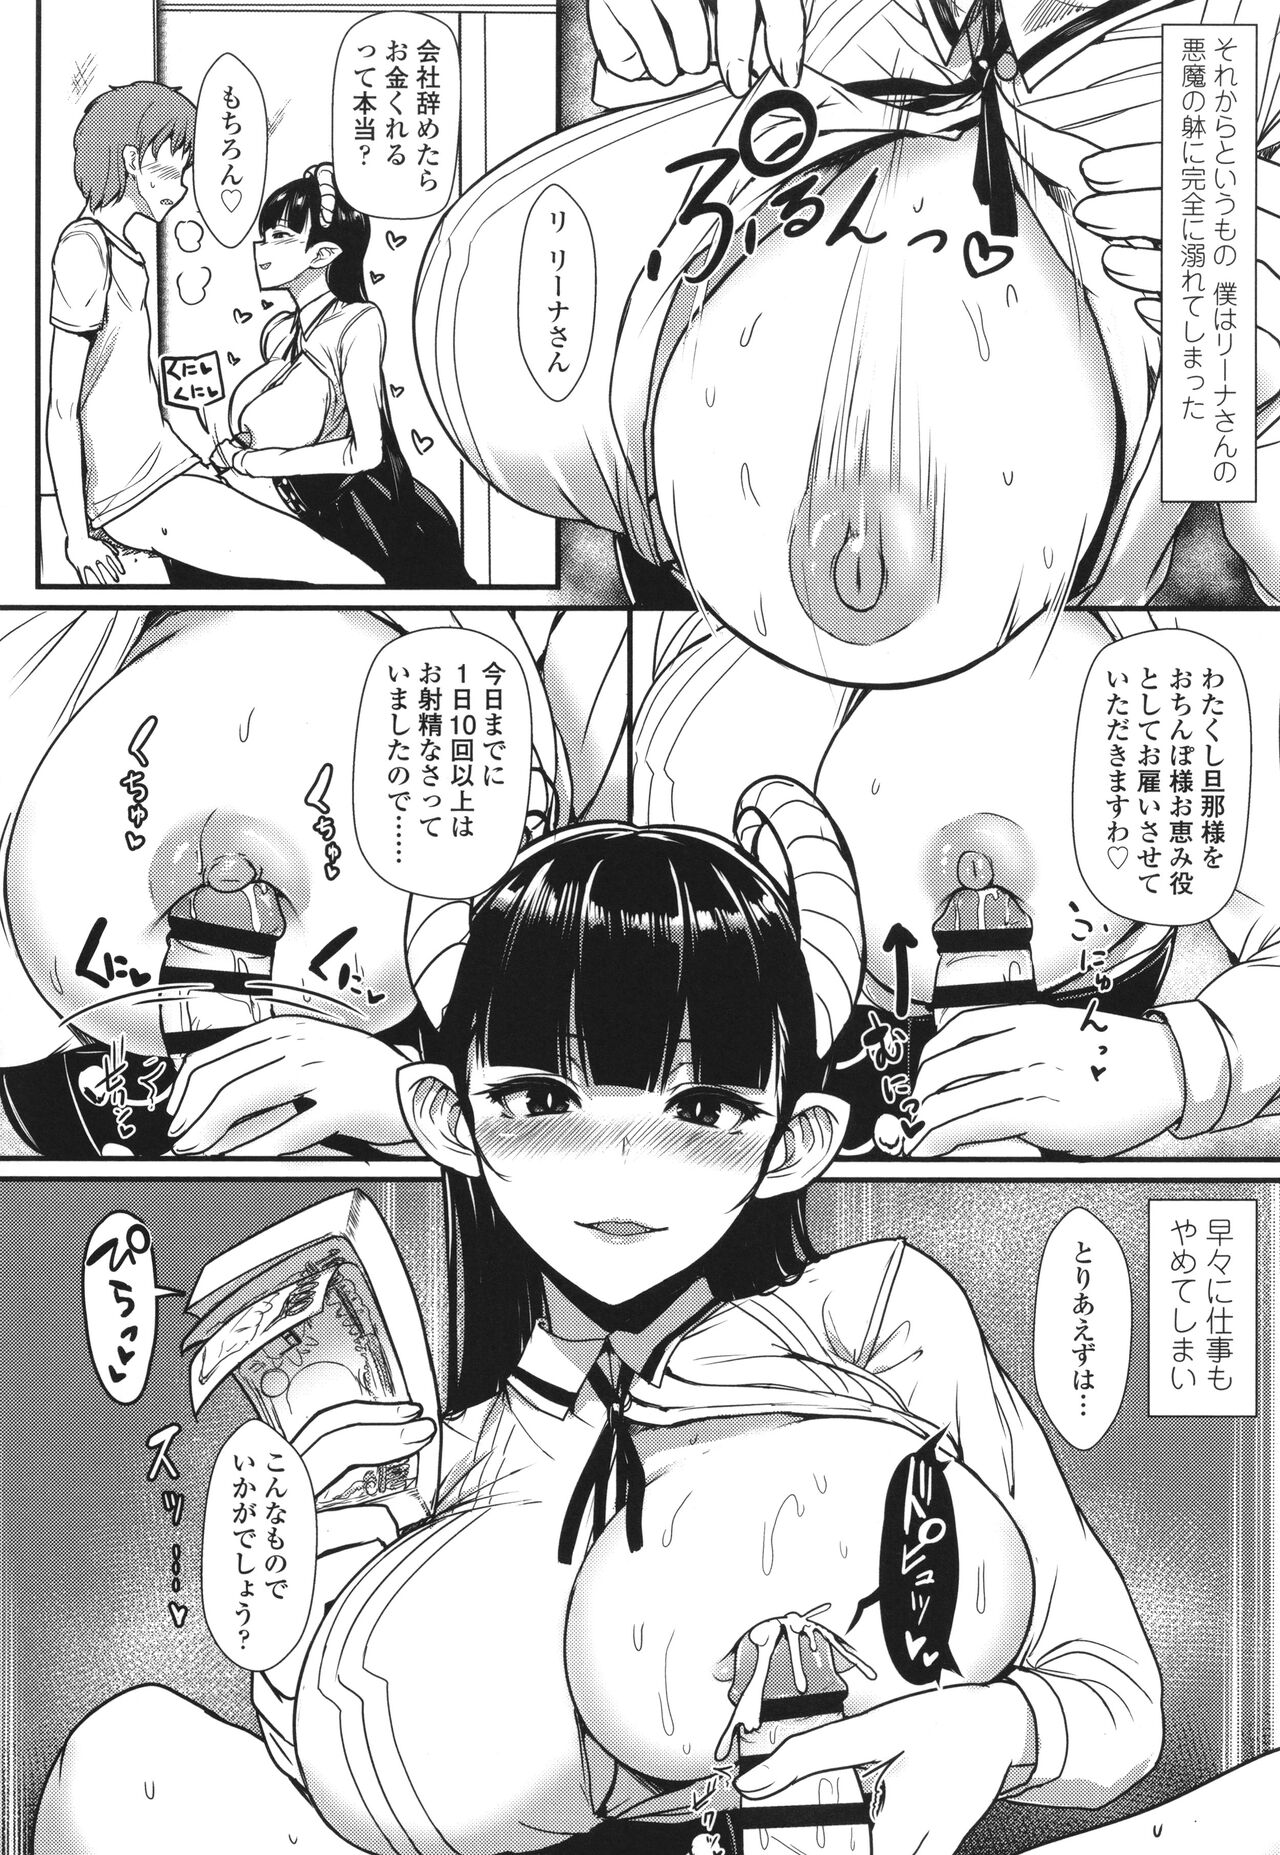 それからというもの 僕はリーナさんの
悪魔の躰に完全に溺れてしまった
ぷるんっ♡
リ リーナさん
会社辞めたら
お金くれる
って本当?
もちろん♡
くにぃ
くにぃ
わたくし旦那様を
おちんぽ様お恵み役
としてお雇いさせて
いただきますわ♡
ふにゅんっ
むにっ
今日までに
1日10回以上は
お射精なさって
いましたので……
くちゅ♥
くちゅ♥
くに♥
くに♥
早々に仕事も
やめてしまい
とりあえずは…
ドピュッ♥
ぴらっ♥
スッ…♥
こんなもので
いかがでしょう?